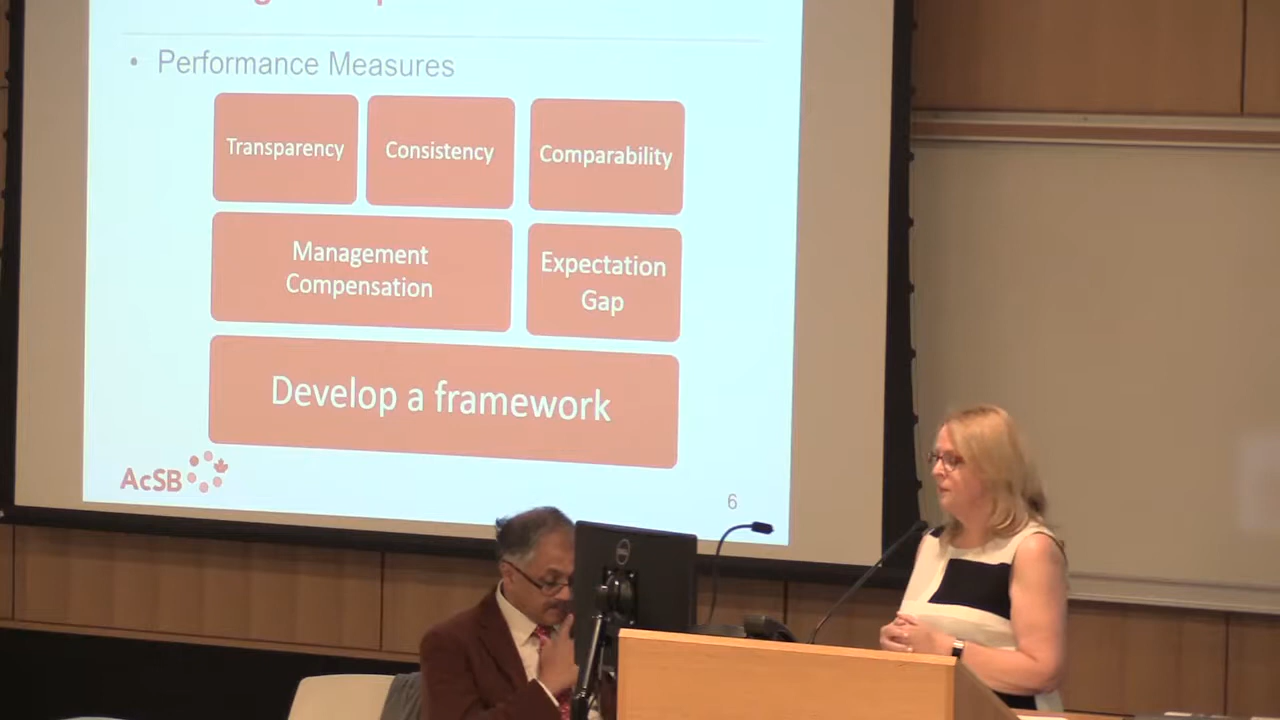 • Performance Measures
Transparency
Consistency
Comparability
Management
Compensation
Expectation
Gap
Develop a framework
AcSB
6